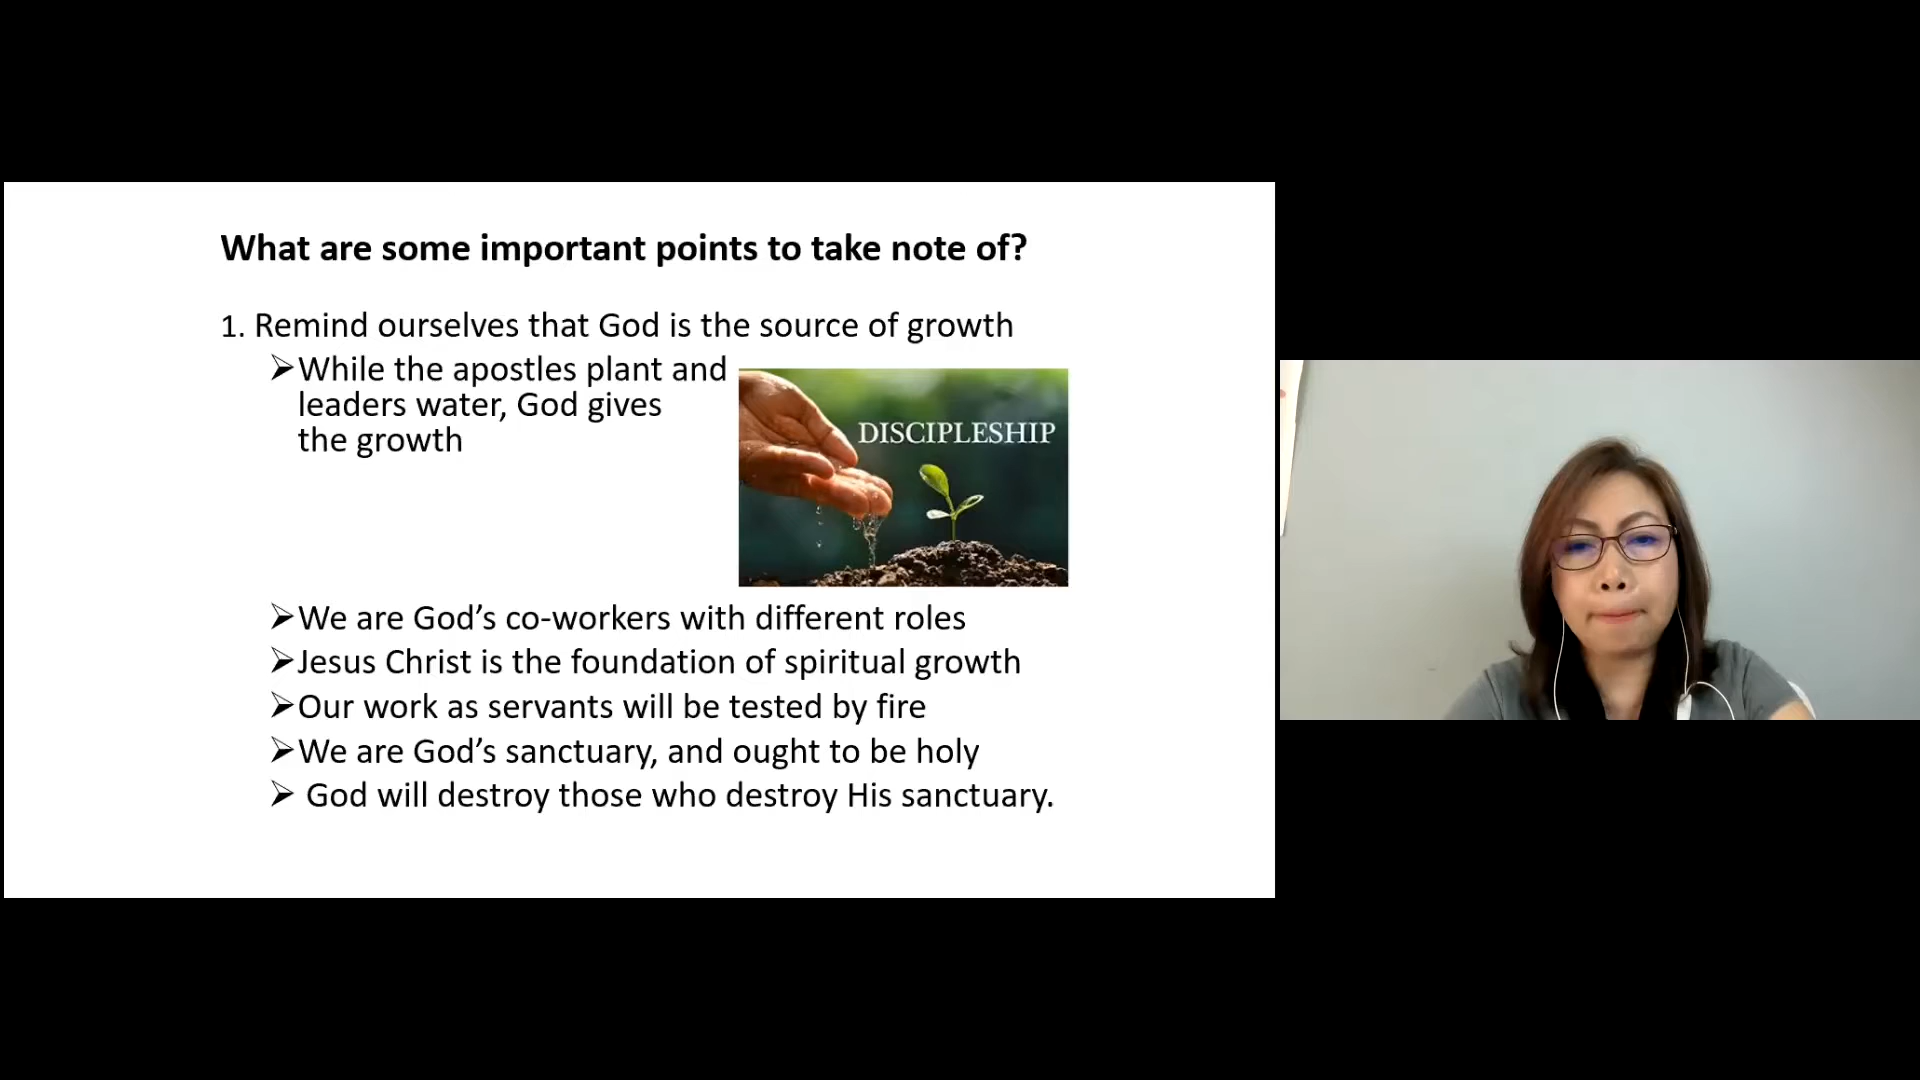 What are some important points to take note of?
1. Remind ourselves that God is the source of growth
➢While the apostles plant and
leaders water, God gives
the growth
DISCIPLESHIP
➢We are God’s co-workers with different roles
➢Jesus Christ is the foundation of spiritual growth
➢Our work as servants will be tested by fire
➢We are God’s sanctuary, and ought to be holy
➢ God will destroy those who destroy His sanctuary.